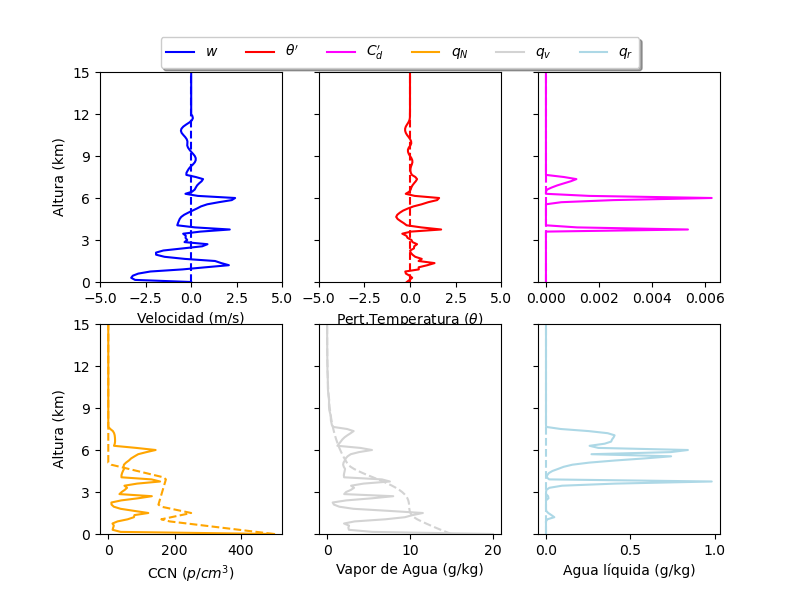 w θ′ C′d qN qv qr
15
12
9
6
3
0
Altura (km)
−5.0 −2.5 0.0 2.5 5.0
Velocidad (m/s)
−5.0 −2.5 0.0 2.5 5.0
Pert.Temperatura (θ)
0.000 0.002 0.004 0.006
15
12
9
6
3
0
Altura (km)
0 200 400
CCN (p/cm³)
0 10 20
Vapor de Agua (g/kg)
0.0 0.5 1.0
Agua líquida (g/kg)